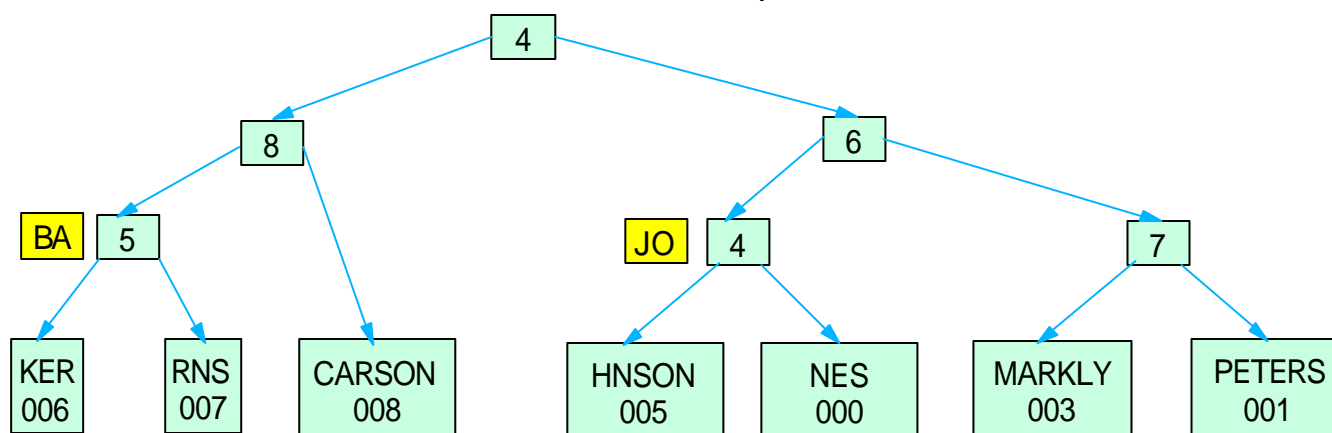 4
8
6
BA
5
JO
4
7
KER
006
RNS
007
CARSON
008
HNSON
005
NES
000
MARKLY
003
PETERS
001